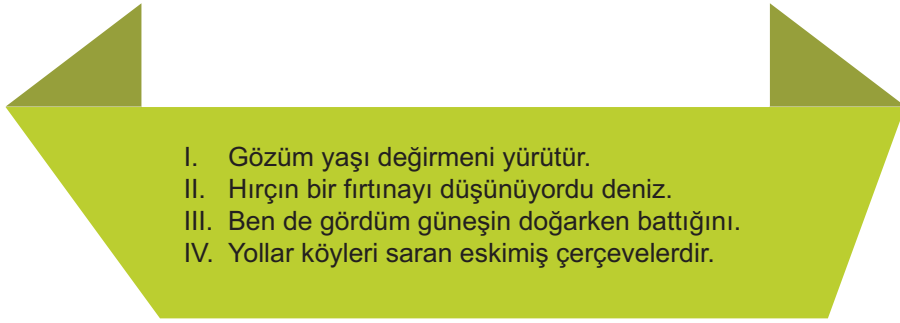 I. Gözüm yaşı değirmeni yürütür.
II. Hırçın bir fırtınayı düşünüyordu deniz.
III. Ben de gördüm güneşin doğarken battığını.
IV. Yollar köyleri saran eskimiş çerçevelerdir.